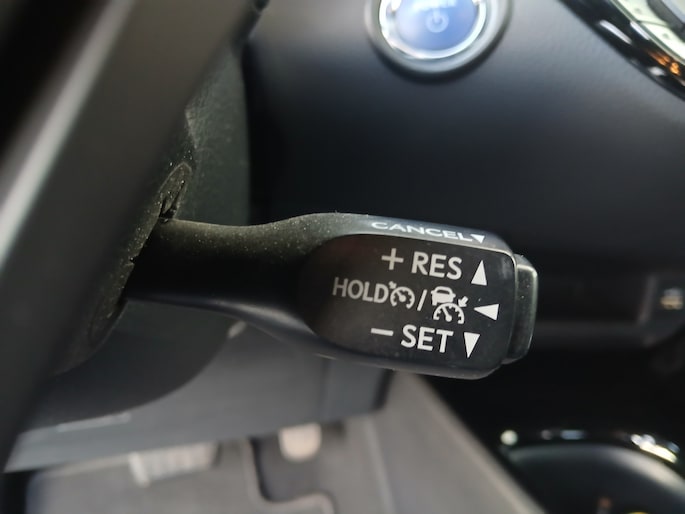 CANCEL▼
+ RES ▲
HOLD / ◀
− SET ▼